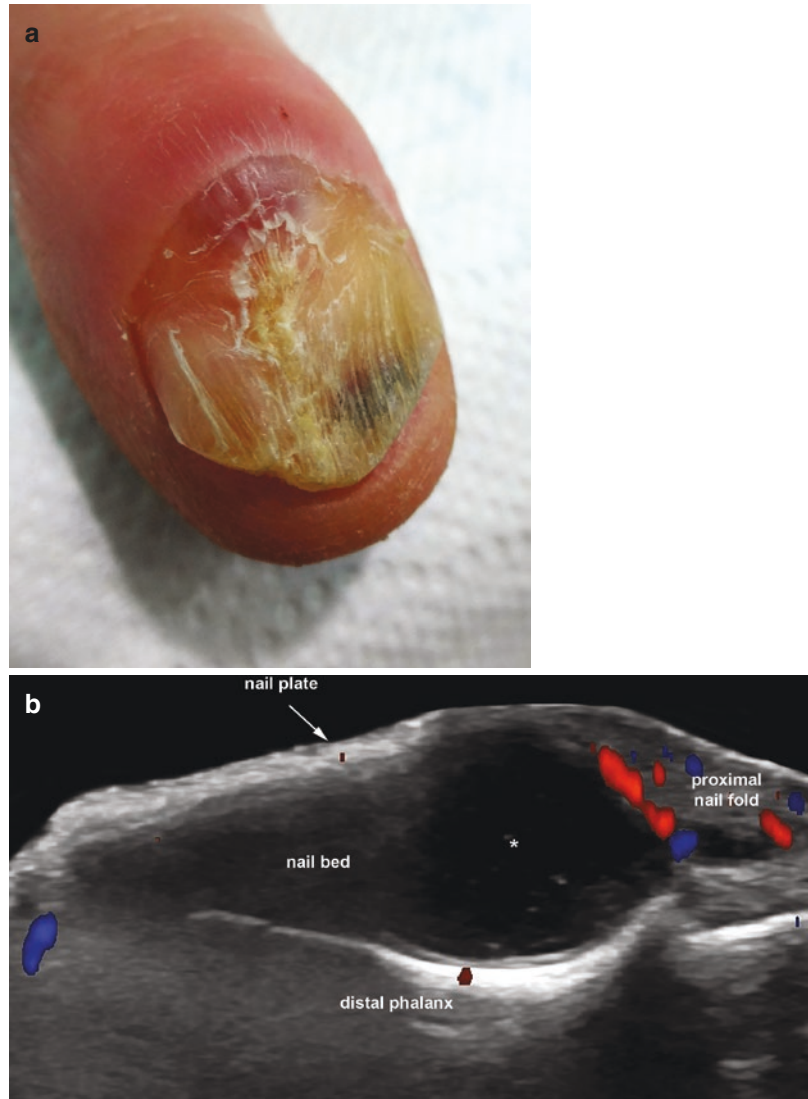 a
b
nail plate
proximal
nail fold
nail bed
*
distal phalanx